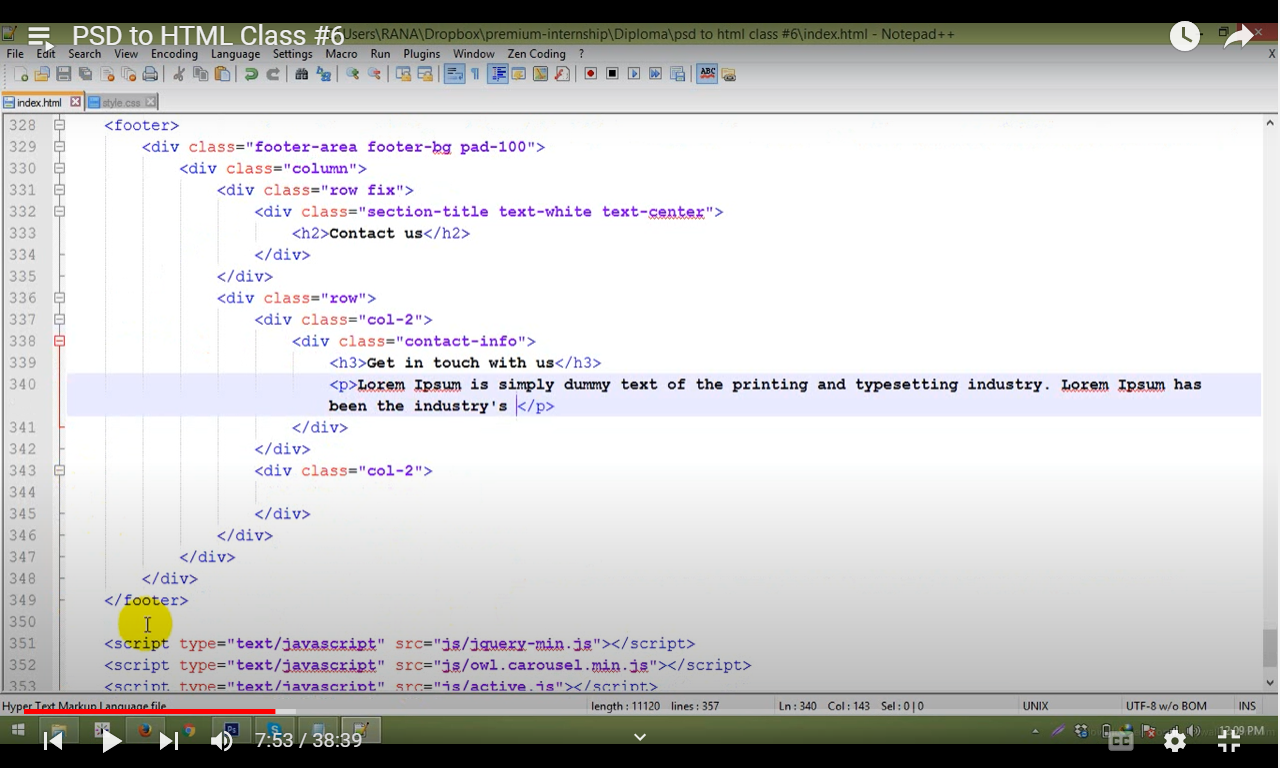 PSD to HTML Class #6
Users\RANA\Dropbox\premium-internship\Diploma\psd to html class #6\index.html - Notepad++
File Edit Search View Encoding Language Settings Macro Run Plugins Window Zen Coding ? X
ABC
index.html style.css
328 <footer>
329 <div class="footer-area footer-bg pad-100">
330 <div class="column">
331 <div class="row fix">
332 <div class="section-title text-white text-center">
333 <h2>Contact us</h2>
334 </div>
335 </div>
336 <div class="row">
337 <div class="col-2">
338 <div class="contact-info">
339 <h3>Get in touch with us</h3>
340 <p>Lorem Ipsum is simply dummy text of the printing and typesetting industry. Lorem Ipsum has
been the industry's </p>
341 </div>
342 </div>
343 <div class="col-2">
344
345 </div>
346 </div>
347 </div>
348 </div>
349 </footer>
350
351 <script type="text/javascript" src="js/jquery-min.js"></script>
352 <script type="text/javascript" src="js/owl.carousel.min.js"></script>
353 <script type="text/javascript" src="js/active.js"></script>
Hyper Text Markup Language file length : 11120 lines : 357 Ln : 340 Col : 143 Sel : 0 | 0 UNIX UTF-8 w/o BOM INS
7:53 / 38:39 CC 12:09 PM